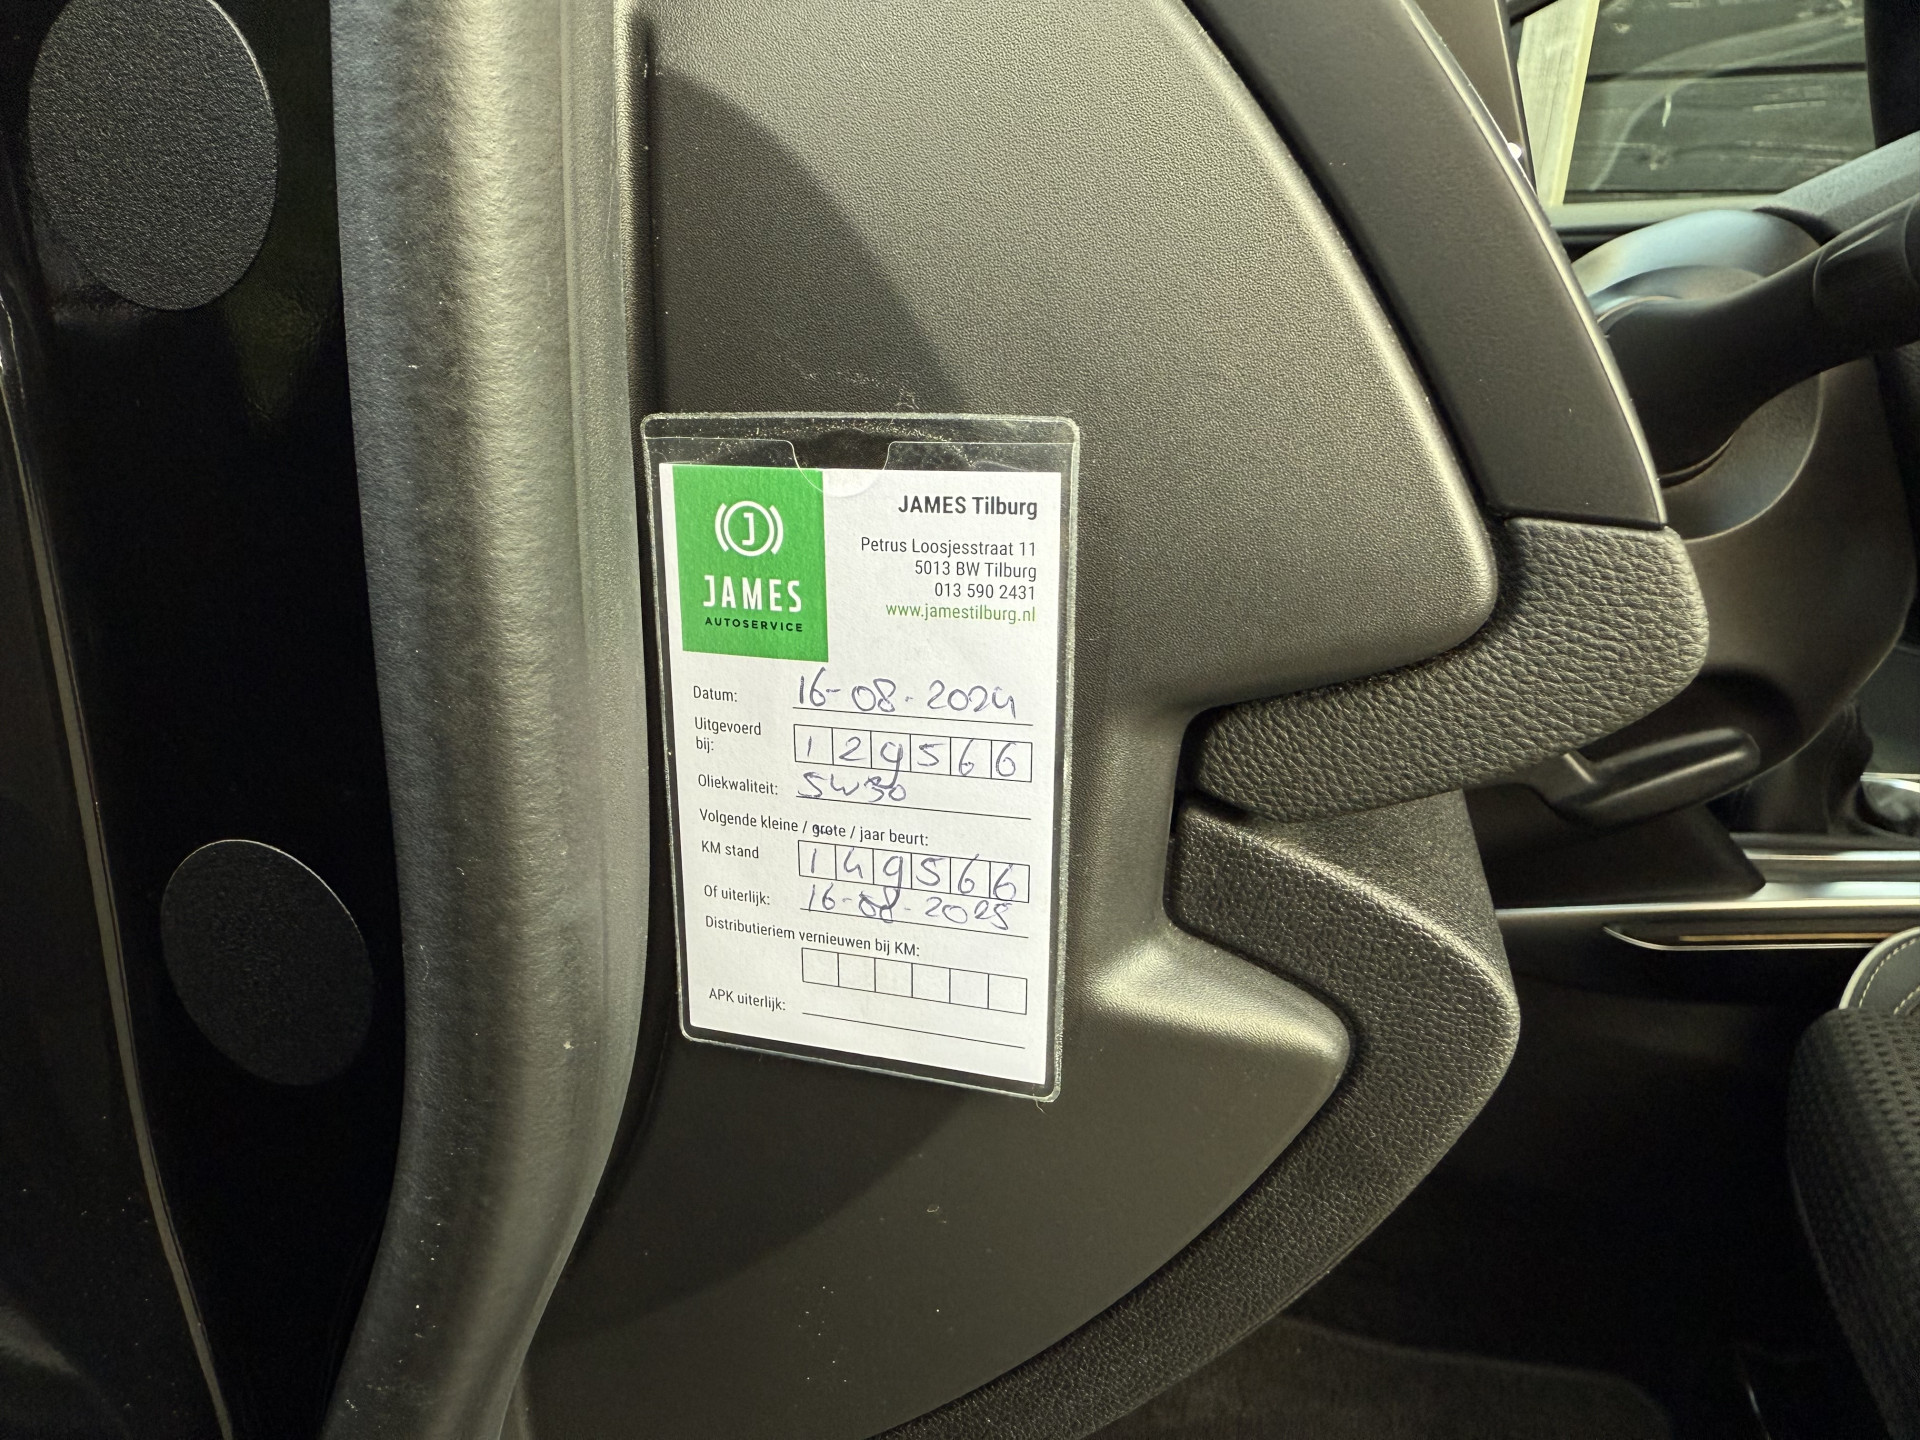 J
JAMES
AUTOSERVICE
JAMES Tilburg
Petrus Loosjesstraat 11
5013 BW Tilburg
013 590 2431
www.jamestilburg.nl
Datum: 16-08-2024
Uitgevoerd bij: 129566
Oliekwaliteit: 5W30
Volgende kleine / grote / jaar beurt:
KM stand 149566
Of uiterlijk: 16-08-2025
Distributieriem vernieuwen bij KM:
APK uiterlijk: